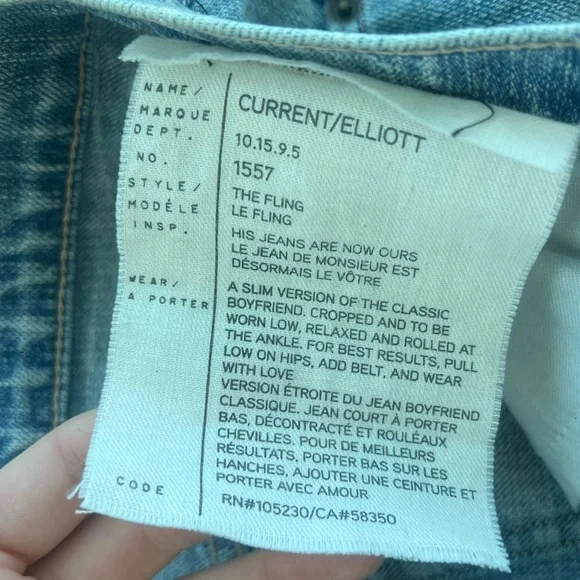 NAME/
MARQUE
CURRENT/ELLIOTT
DEPT.
10.15.9.5
NO.
1557
STYLE/
MODÈLE
THE FLING
LE FLING
INSP.
HIS JEANS ARE NOW OURS
LE JEAN DE MONSIEUR EST
DÉSORMAIS LE VÔTRE
WEAR/
A PORTER
A SLIM VERSION OF THE CLASSIC
BOYFRIEND. CROPPED AND TO BE
WORN LOW, RELAXED AND ROLLED AT
THE ANKLE. FOR BEST RESULTS, PULL
LOW ON HIPS, ADD BELT, AND WEAR
WITH LOVE
VERSION ÉTROITE DU JEAN BOYFRIEND
CLASSIQUE. JEAN COURT À PORTER
BAS, DÉCONTRACTÉ ET ROULÉAUX
CHEVILLES. POUR DE MEILLEURS
RÉSULTATS, PORTER BAS SUR LES
HANCHES, AJOUTER UNE CEINTURE ET
PORTER AVEC AMOUR
CODE
RN#105230/CA#58350